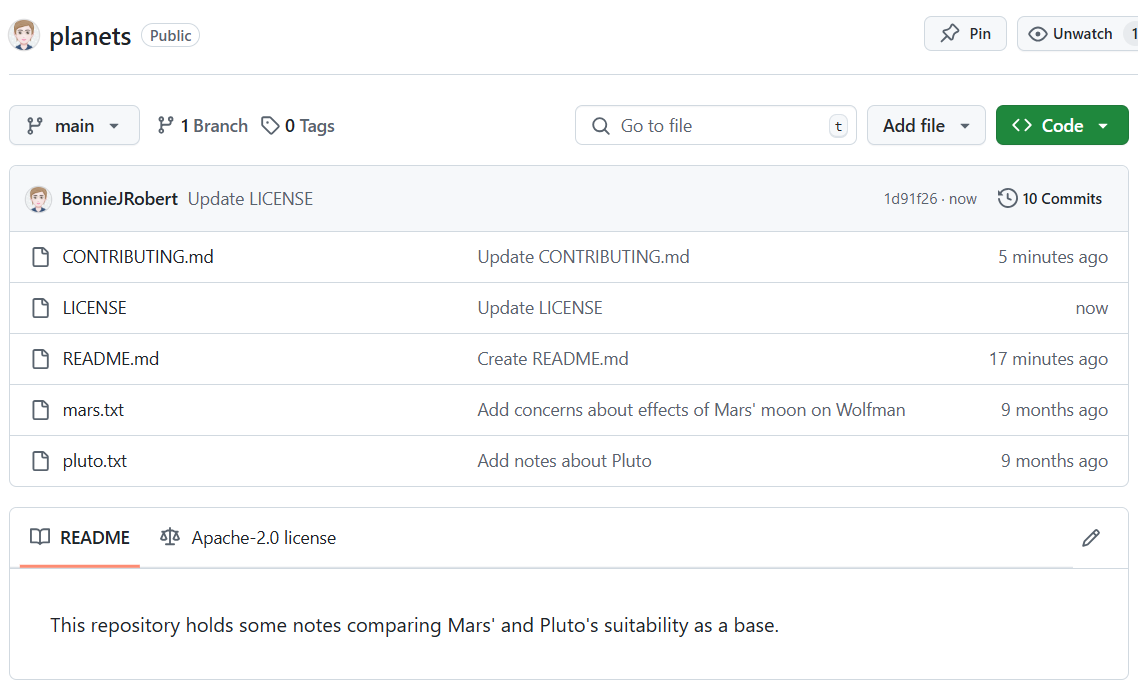 planets Public Pin Unwatch 1
main 1 Branch 0 Tags Go to file t Add file Code
BonnieJRobert Update LICENSE 1d91f26 · now 10 Commits
CONTRIBUTING.md Update CONTRIBUTING.md 5 minutes ago
LICENSE Update LICENSE now
README.md Create README.md 17 minutes ago
mars.txt Add concerns about effects of Mars' moon on Wolfman 9 months ago
pluto.txt Add notes about Pluto 9 months ago
README Apache-2.0 license
This repository holds some notes comparing Mars' and Pluto's suitability as a base.